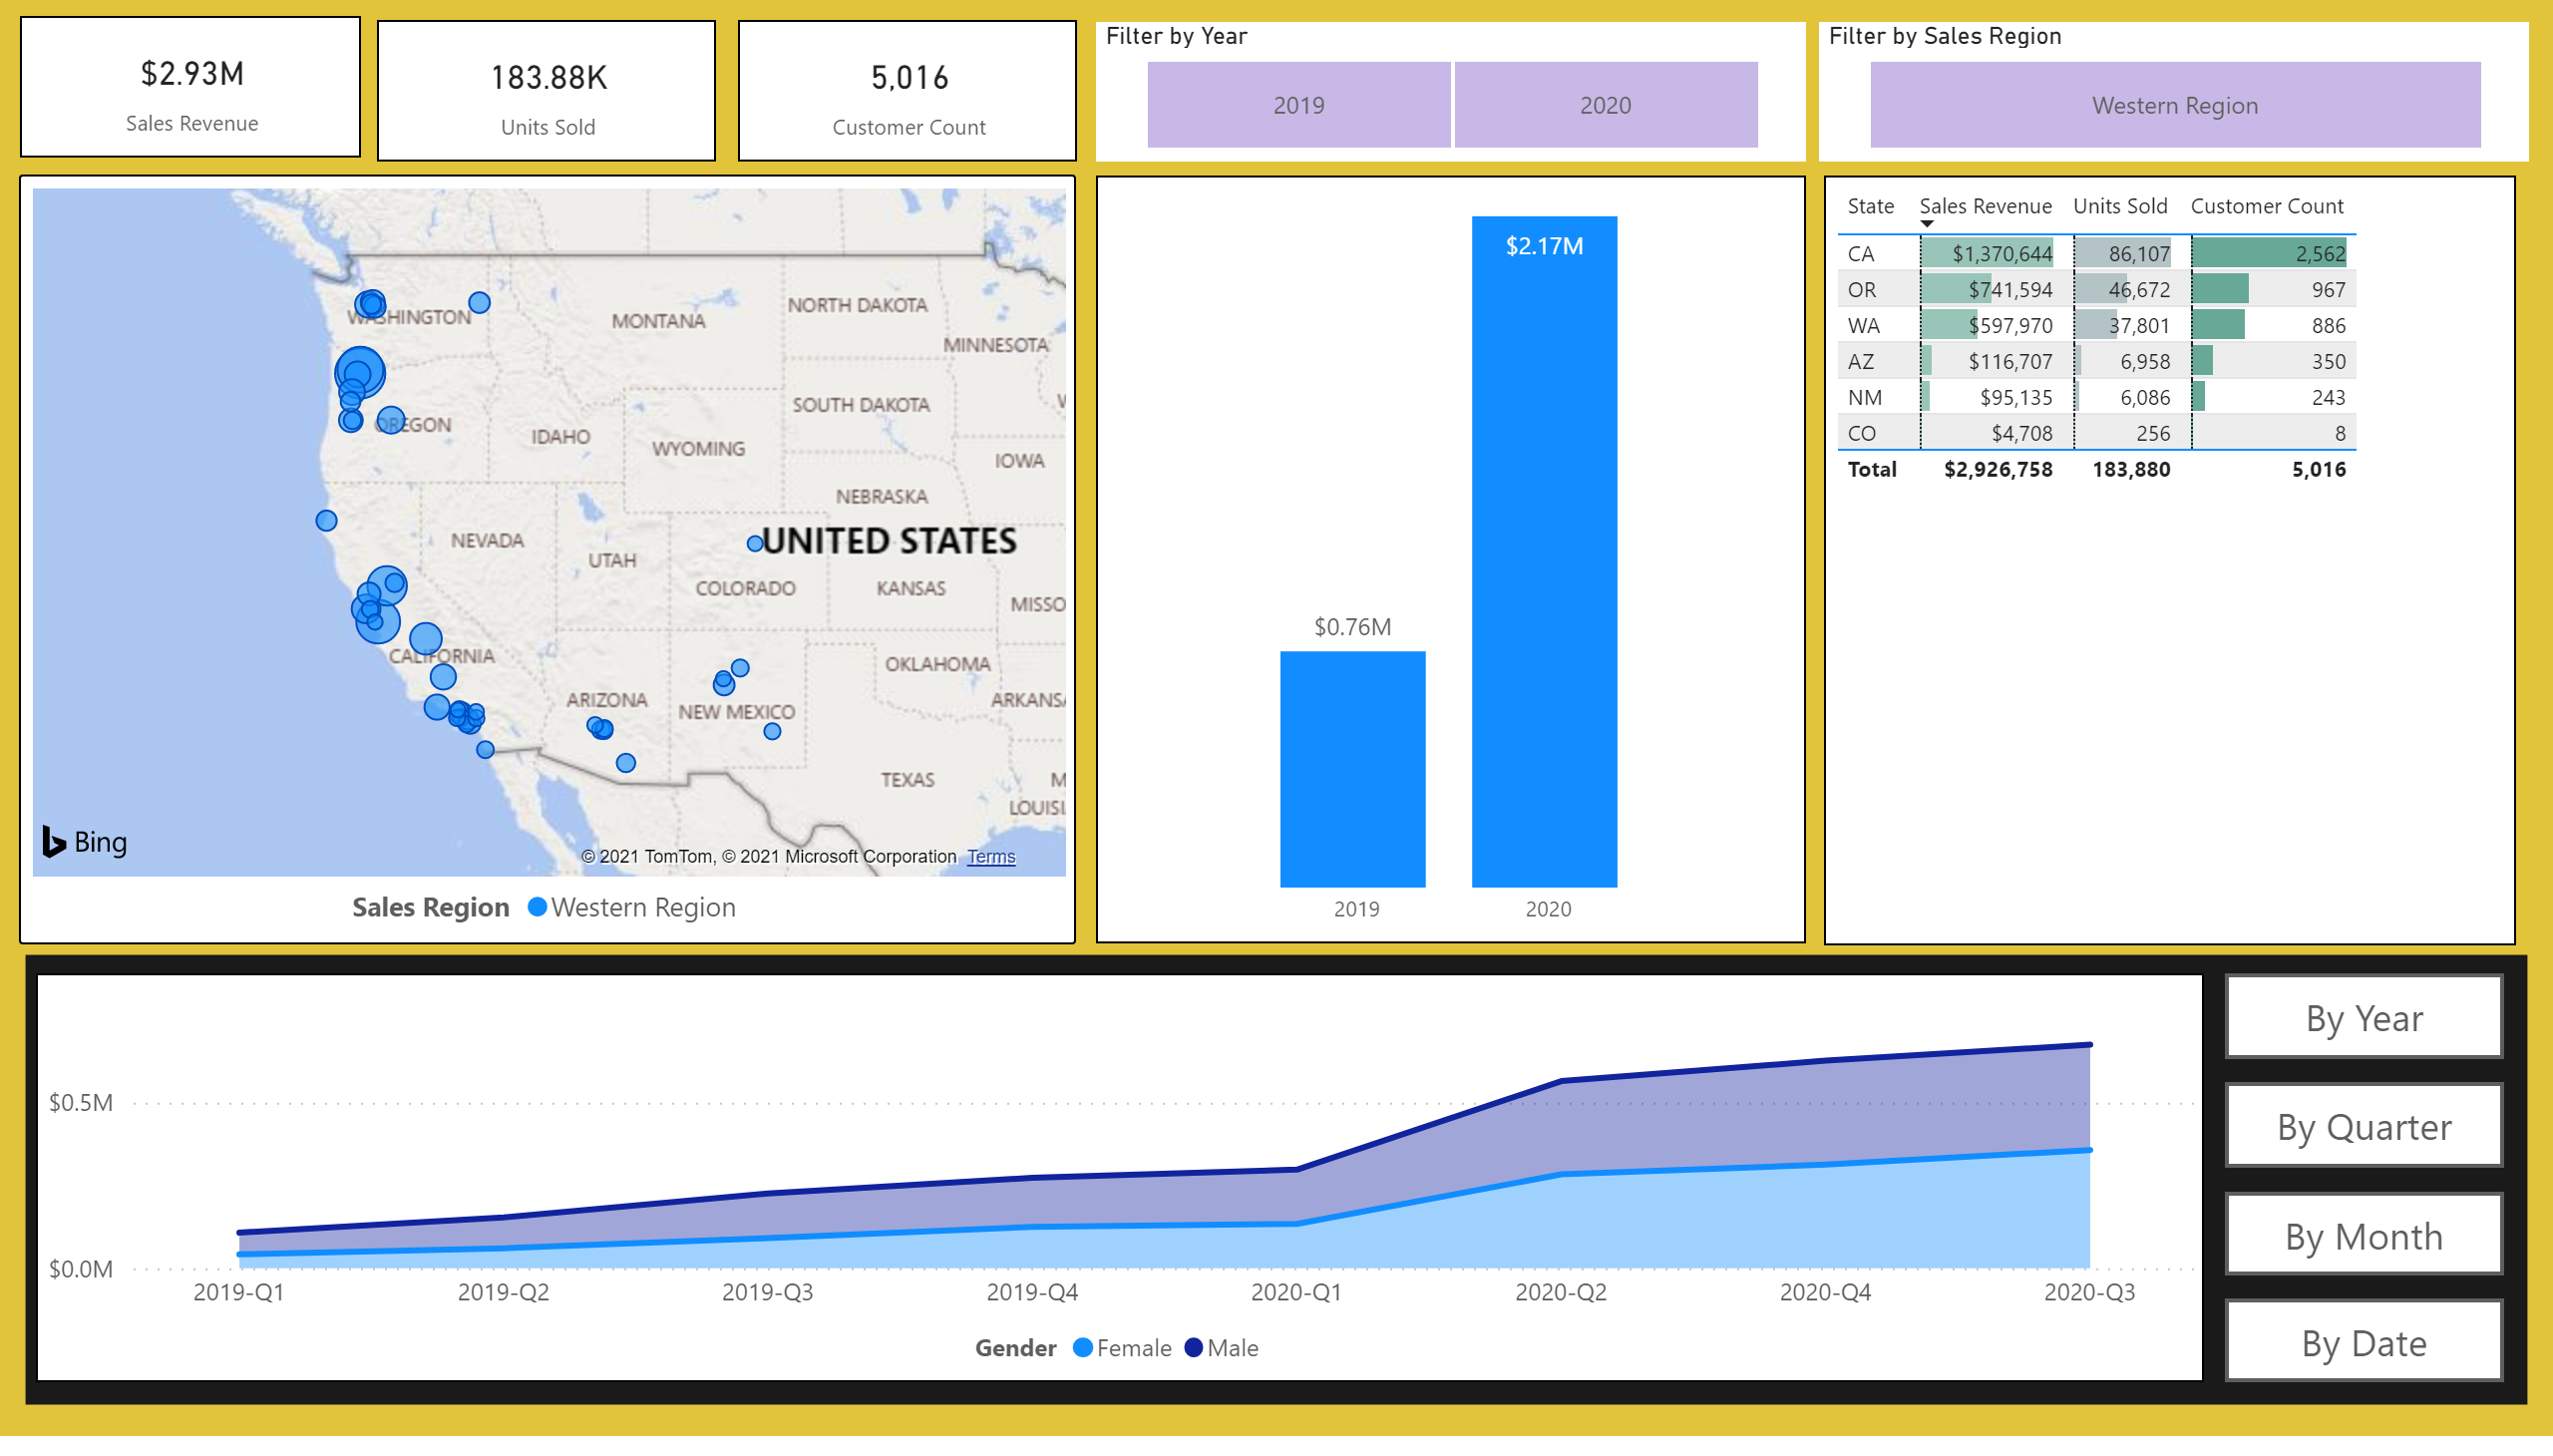 $2.93M
Sales Revenue
183.88K
Units Sold
5,016
Customer Count
Filter by Year
2019
2020
Filter by Sales Region
Western Region
WASHINGTON
MONTANA
NORTH DAKOTA
MINNESOTA
OREGON
IDAHO
WYOMING
SOUTH DAKOTA
IOWA
NEBRASKA
NEVADA
UTAH
UNITED STATES
COLORADO
KANSAS
MISSO
CALIFORNIA
ARIZONA
NEW MEXICO
OKLAHOMA
ARKANSA
TEXAS
M
LOUISI
Bing
© 2021 TomTom, © 2021 Microsoft Corporation Terms
Sales Region Western Region
$0.76M
$2.17M
2019
2020
State Sales Revenue Units Sold Customer Count
CA $1,370,644 86,107 2,562
OR $741,594 46,672 967
WA $597,970 37,801 886
AZ $116,707 6,958 350
NM $95,135 6,086 243
CO $4,708 256 8
Total $2,926,758 183,880 5,016
$0.5M
$0.0M
2019-Q1 2019-Q2 2019-Q3 2019-Q4 2020-Q1 2020-Q2 2020-Q4 2020-Q3
Gender Female Male
By Year
By Quarter
By Month
By Date